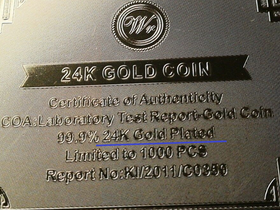 24K GOLD COIN
Certificate of Authenticity
COA:Laboratory Test Report-Gold Coin
99.9% 24K Gold Plated
Limited to 1000 PCS
Report No:KI/2011/C0356